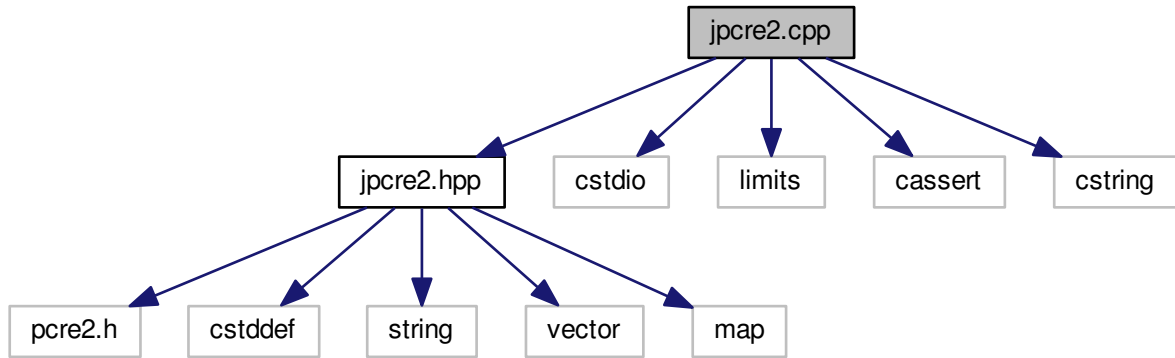 jpcre2.cpp
jpcre2.hpp
cstdio
limits
cassert
cstring
pcre2.h
cstddef
string
vector
map